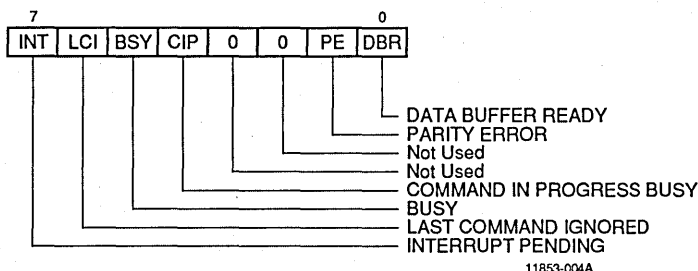 7 0
INT LCI BSY CIP 0 0 PE DBR
DATA BUFFER READY
PARITY ERROR
Not Used
Not Used
COMMAND IN PROGRESS BUSY
BUSY
LAST COMMAND IGNORED
INTERRUPT PENDING
11853-004A